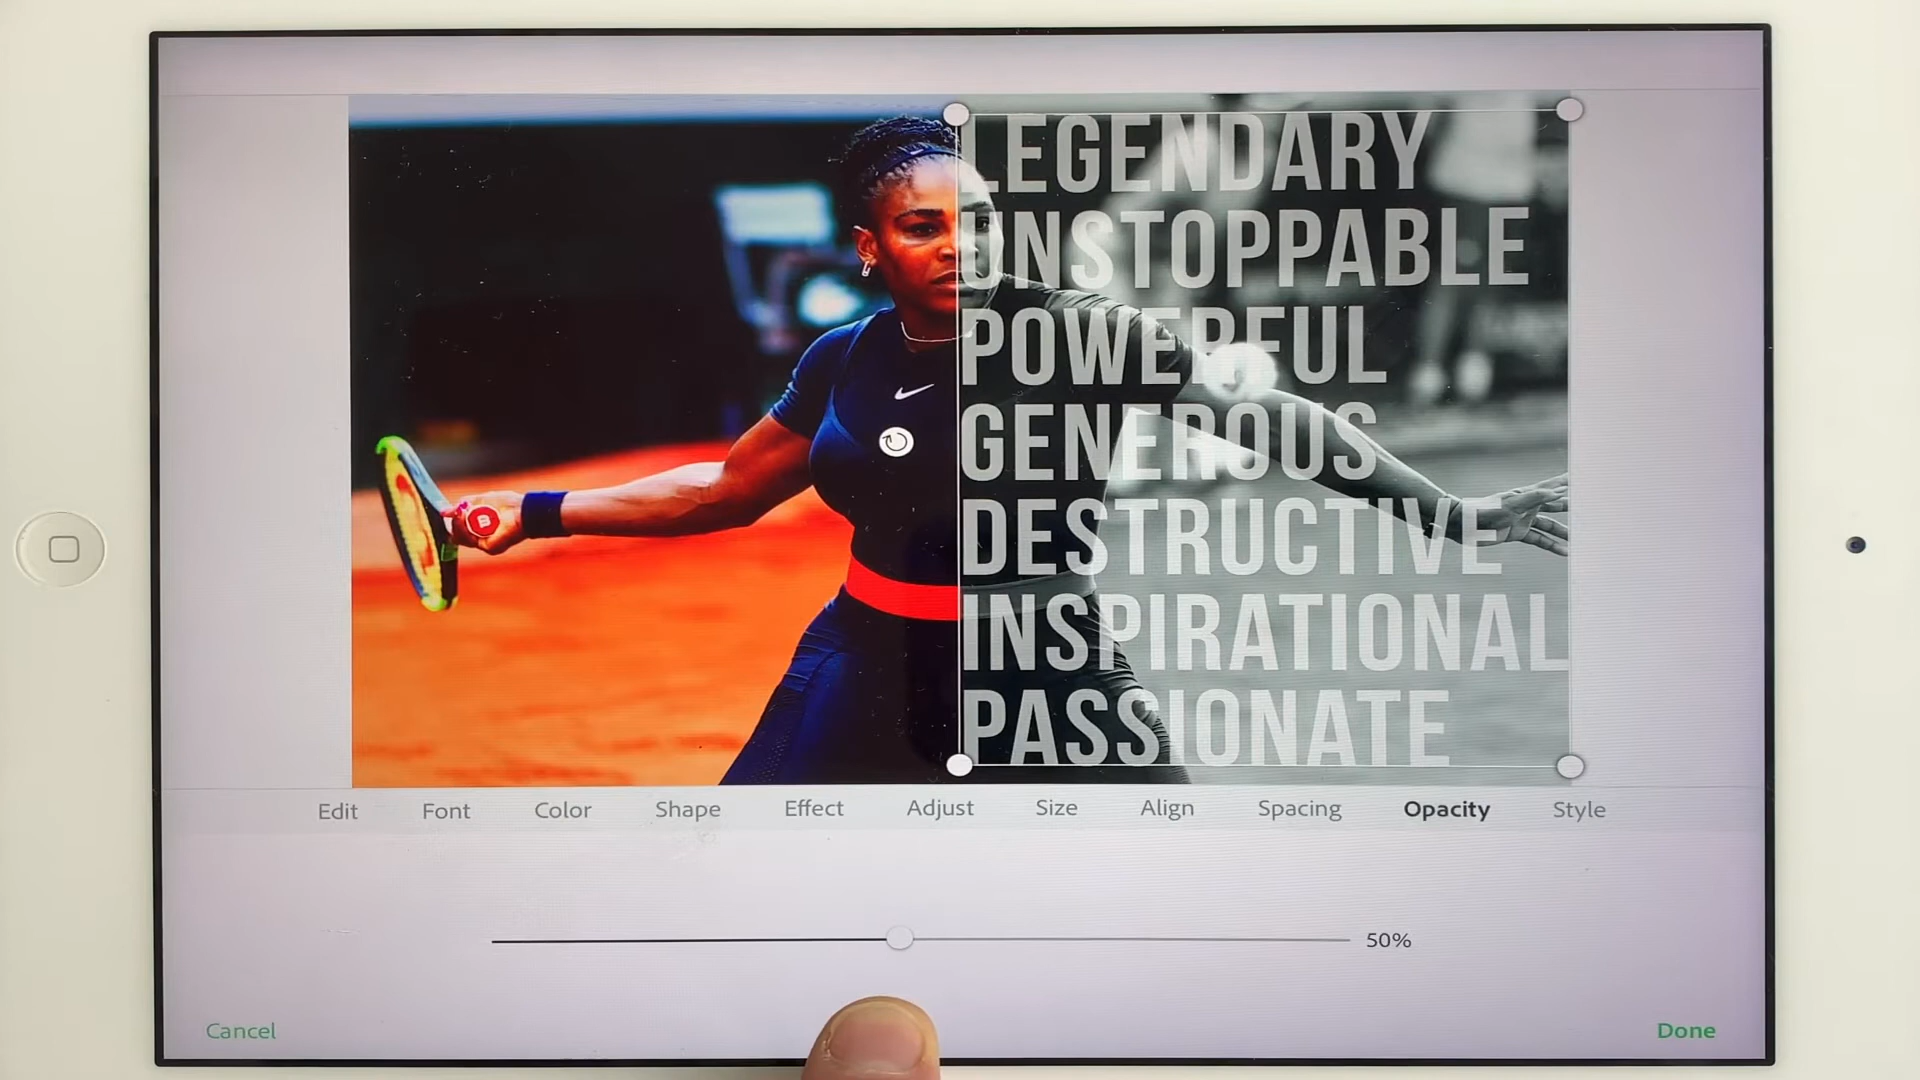 LEGENDARY
UNSTOPPABLE
POWERFUL
GENEROUS
DESTRUCTIVE
INSPIRATIONAL
PASSIONATE
Edit Font Color Shape Effect Adjust Size Align Spacing Opacity Style
50%
Cancel Done